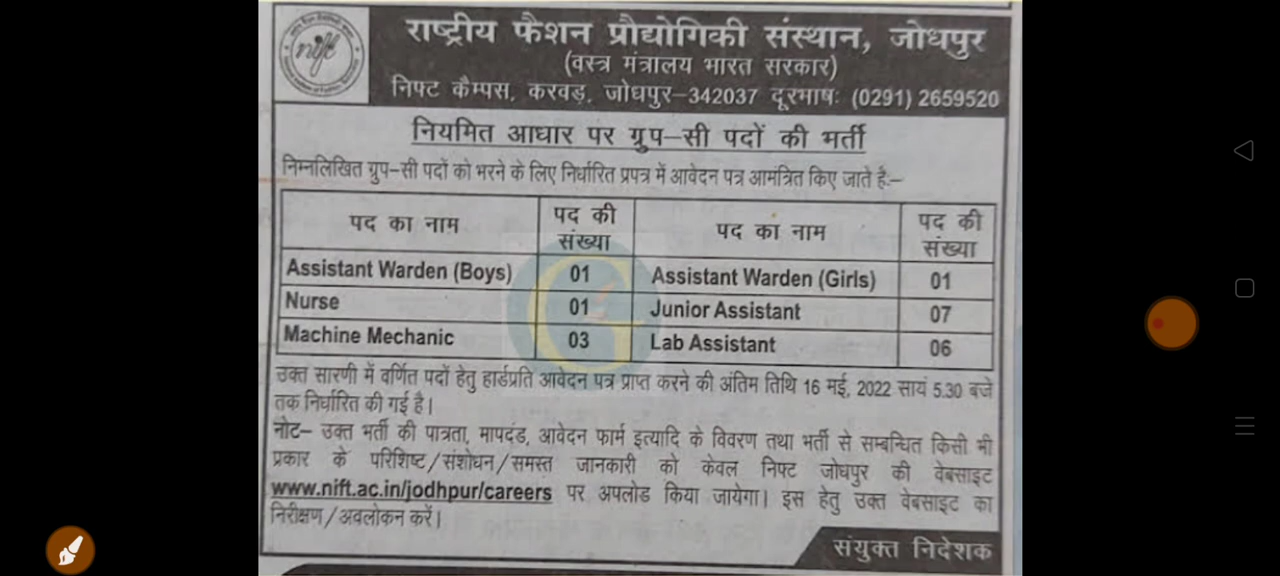 nift
राष्ट्रीय फैशन प्रौद्योगिकी संस्थान, जोधपुर
(वस्त्र मंत्रालय भारत सरकार)
निफ्ट कैम्पस, करवड़, जोधपुर–342037 दूरभाषः (0291) 2659520
नियमित आधार पर ग्रुप–सी पदों की भर्ती
निम्नलिखित ग्रुप–सी पदों को भरने के लिए निर्धारित प्रपत्र में आवेदन पत्र आमंत्रित किए जाते हैः–
पद का नाम पद की संख्या पद का नाम पद की संख्या
Assistant Warden (Boys) 01 Assistant Warden (Girls) 01
Nurse 01 Junior Assistant 07
Machine Mechanic 03 Lab Assistant 06
उक्त सारणी में वर्णित पदों हेतु हार्डप्रति आवेदन पत्र प्राप्त करने की अंतिम तिथि 16 मई, 2022 सायं 5.30 बजे
तक निर्धारित की गई है।
नोट– उक्त भर्ती की पात्रता, मापदंड, आवेदन फार्म इत्यादि के विवरण तथा भर्ती से सम्बन्धित किसी भी
प्रकार के परिशिष्ट/संशोधन/समस्त जानकारी को केवल निफ्ट जोधपुर की वेबसाइट
www.nift.ac.in/jodhpur/careers पर अपलोड किया जायेगा। इस हेतु उक्त वेबसाइट का
निरीक्षण/अवलोकन करें।
संयुक्त निदेशक